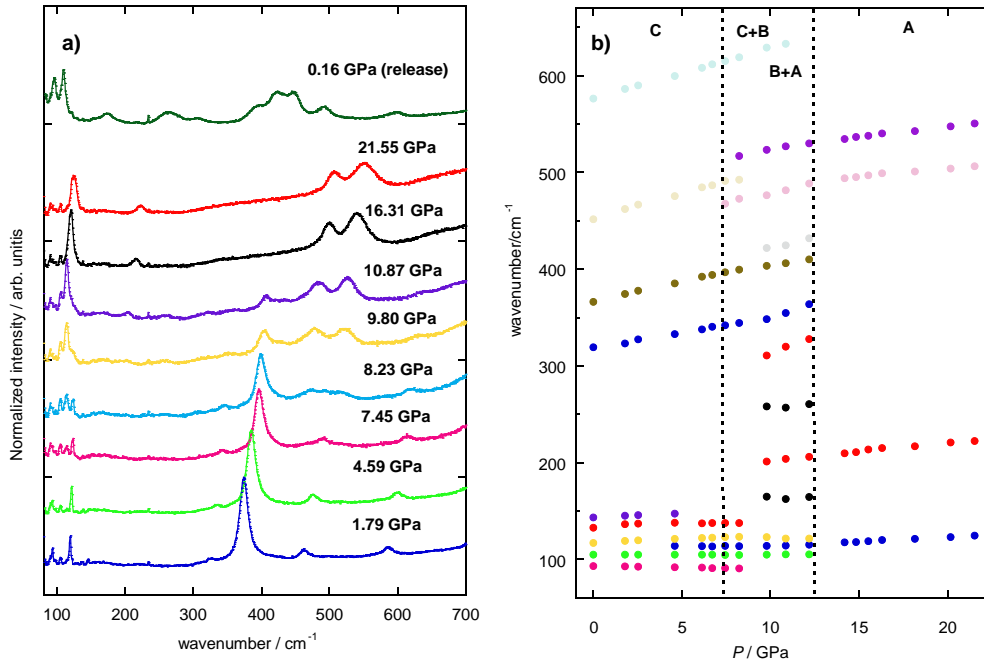 a)
0.16 GPa (release)
21.55 GPa
16.31 GPa
10.87 GPa
9.80 GPa
8.23 GPa
7.45 GPa
4.59 GPa
1.79 GPa
Normalized intensity / arb. unitis
100 200 300 400 500 600 700
wavenumber / cm-1
b)
C
C+B
B+A
A
600
500
400
300
200
100
wavenumber/cm-1
0 5 10 15 20
P / GPa